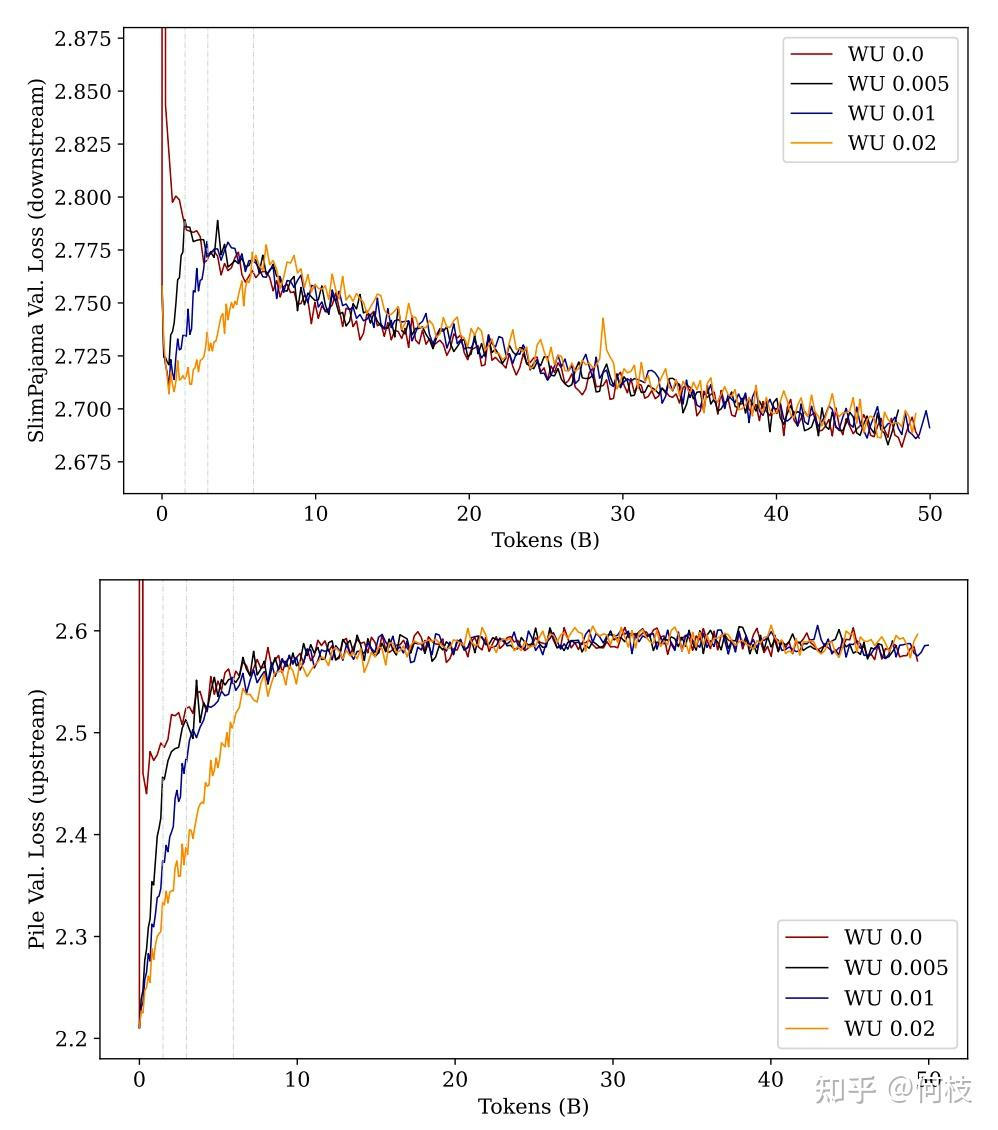 2.875
2.850
2.825
2.800
2.775
2.750
2.725
2.700
2.675
SlimPajama Val. Loss (downstream)
WU 0.0
WU 0.005
WU 0.01
WU 0.02
0 10 20 30 40 50
Tokens (B)
2.6
2.5
2.4
2.3
2.2
Pile Val. Loss (upstream)
WU 0.0
WU 0.005
WU 0.01
WU 0.02
0 10 20 30 40 50
Tokens (B)
知乎 @何枝